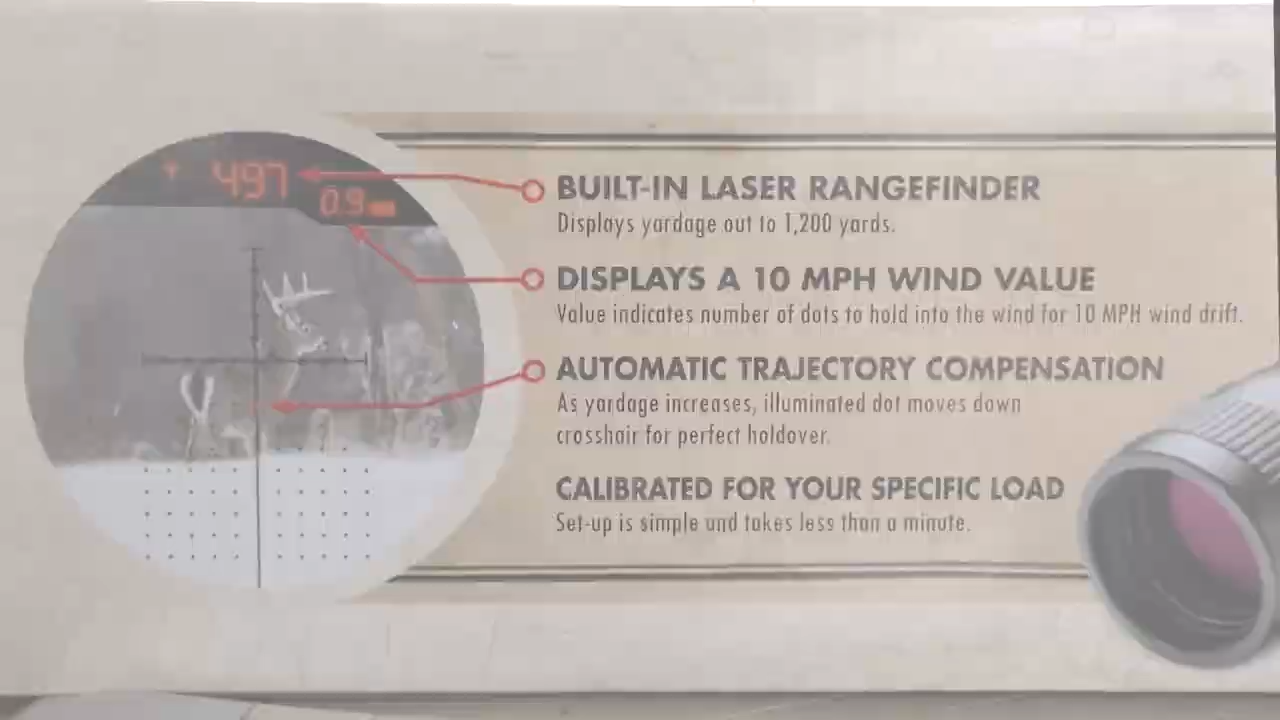 497
0.9
BUILT-IN LASER RANGEFINDER
Displays yardage out to 1,200 yards.
DISPLAYS A 10 MPH WIND VALUE
Value indicates number of dots to hold into the wind for 10 MPH wind drift.
AUTOMATIC TRAJECTORY COMPENSATION
As yardage increases, illuminated dot moves down
crosshair for perfect holdover.
CALIBRATED FOR YOUR SPECIFIC LOAD
Set-up is simple and takes less than a minute.